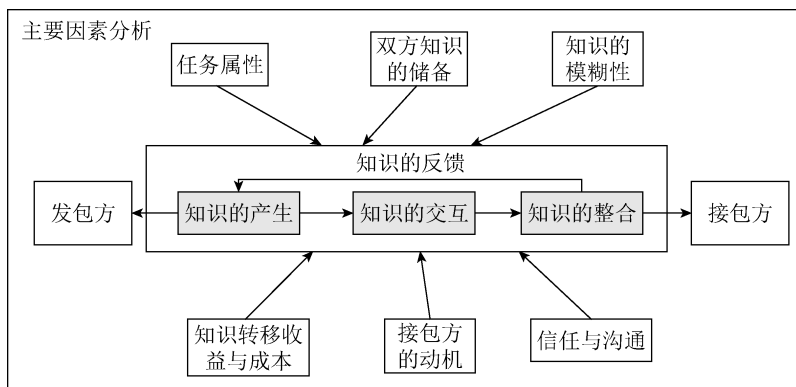 主要因素分析
任务属性
双方知识
的储备
知识的
模糊性
知识的反馈
发包方
知识的产生
知识的交互
知识的整合
接包方
知识转移收
益与成本
接包方
的动机
信任与沟通